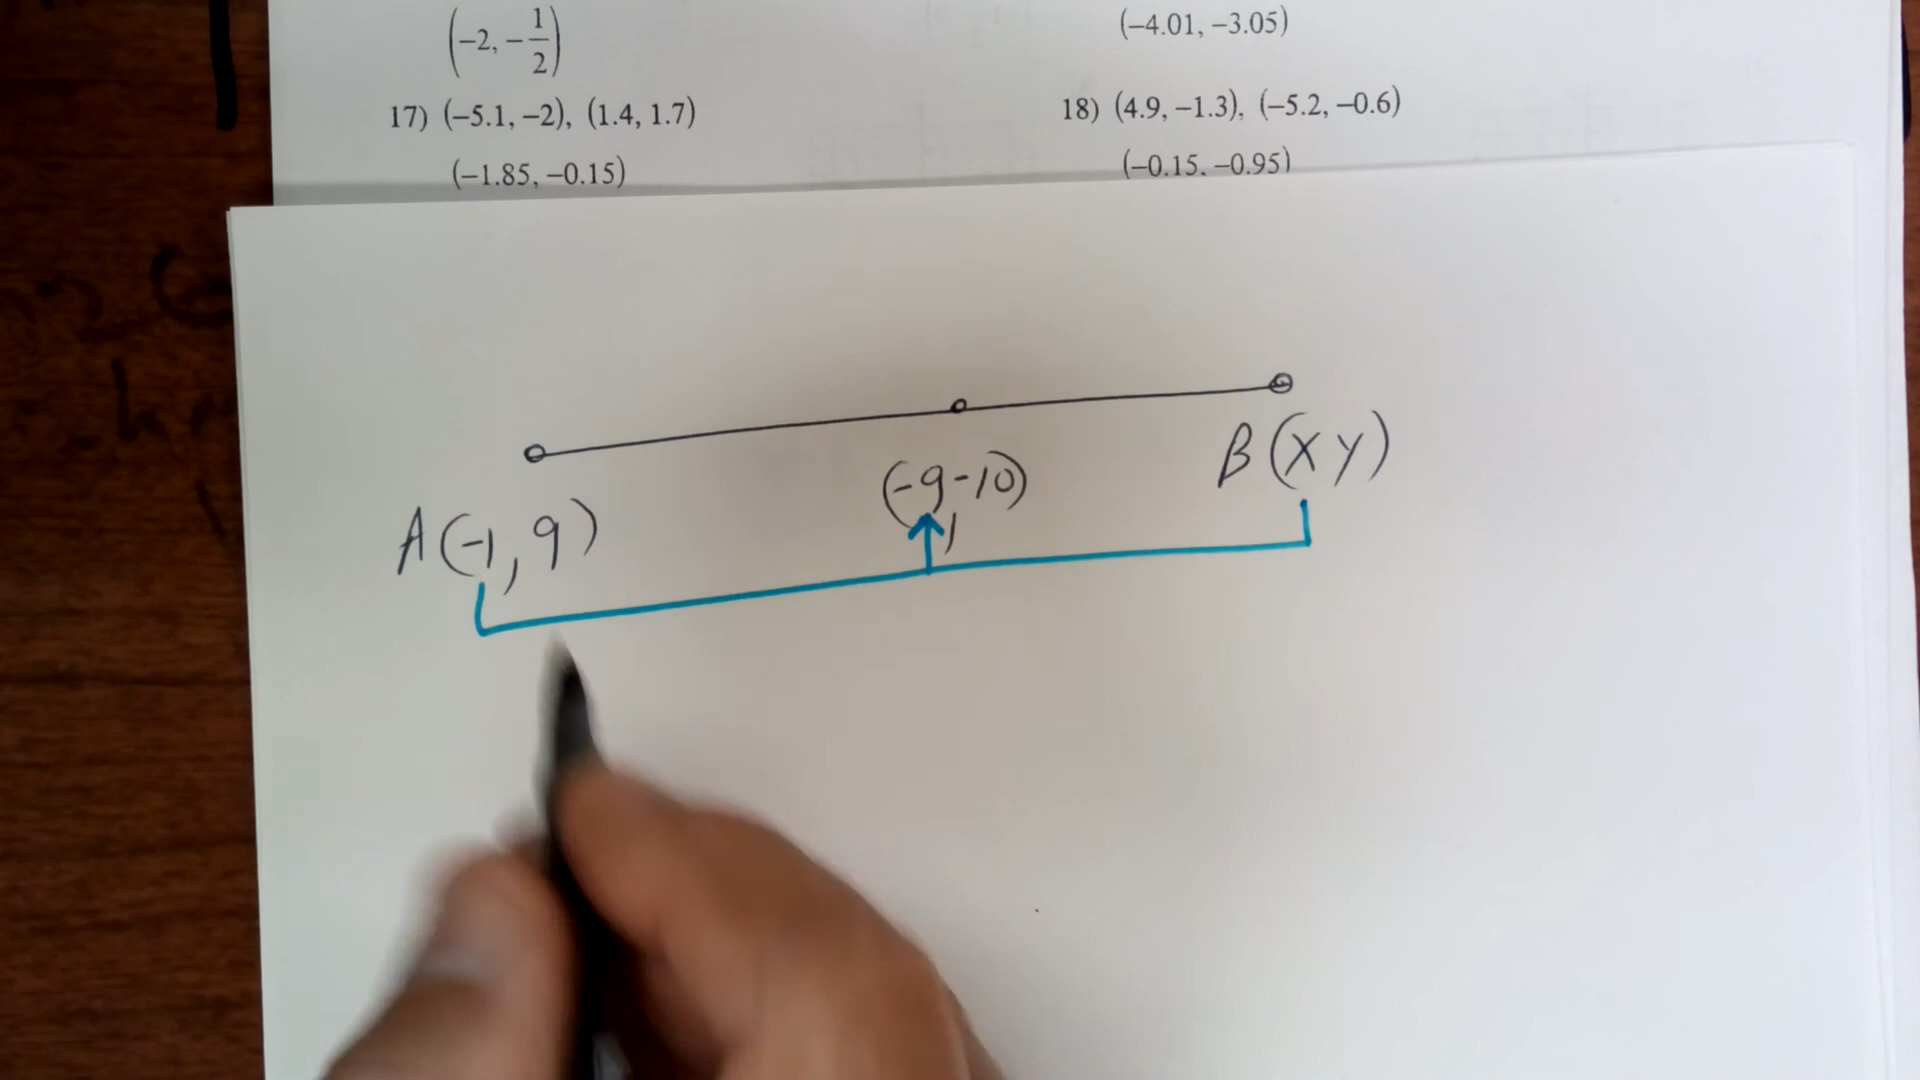 (−2, −1/2)
(−4.01, −3.05)
17) (−5.1, −2), (1.4, 1.7)
18) (4.9, −1.3), (−5.2, −0.6)
(−1.85, −0.15)
(−0.15, −0.95)
B(x y)
(-9,-10)
A(-1,9)